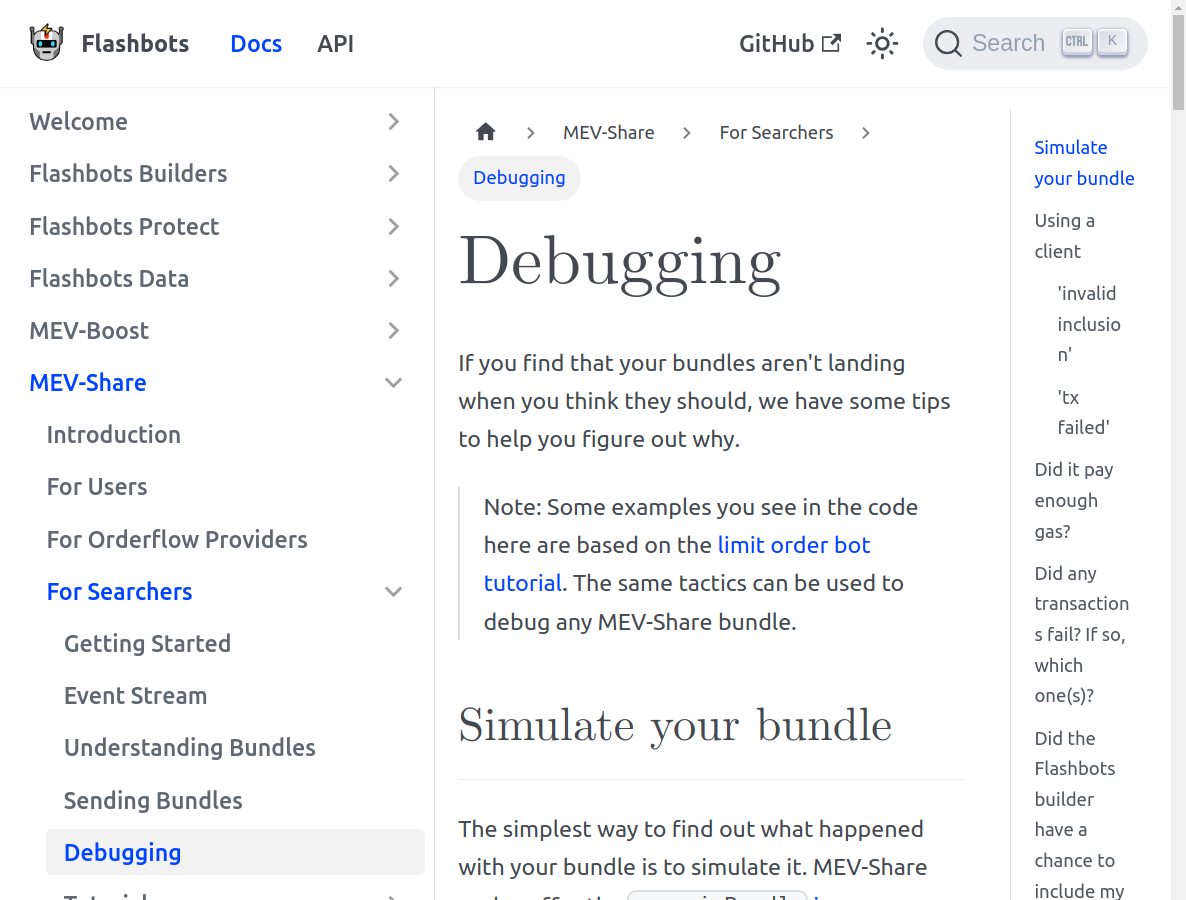 Flashbots
Docs
API
GitHub
Search
CTRL
K
Welcome
Flashbots Builders
Flashbots Protect
Flashbots Data
MEV-Boost
MEV-Share
Introduction
For Users
For Orderflow Providers
For Searchers
Getting Started
Event Stream
Understanding Bundles
Sending Bundles
Debugging
MEV-Share
For Searchers
Debugging
Debugging
If you find that your bundles aren't landing
when you think they should, we have some tips
to help you figure out why.
Note: Some examples you see in the code
here are based on the limit order bot
tutorial. The same tactics can be used to
debug any MEV-Share bundle.
Simulate your bundle
The simplest way to find out what happened
with your bundle is to simulate it. MEV-Share
Simulate
your bundle
Using a
client
'invalid
inclusio
n'
'tx
failed'
Did it pay
enough
gas?
Did any
transaction
s fail? If so,
which
one(s)?
Did the
Flashbots
builder
have a
chance to
include my